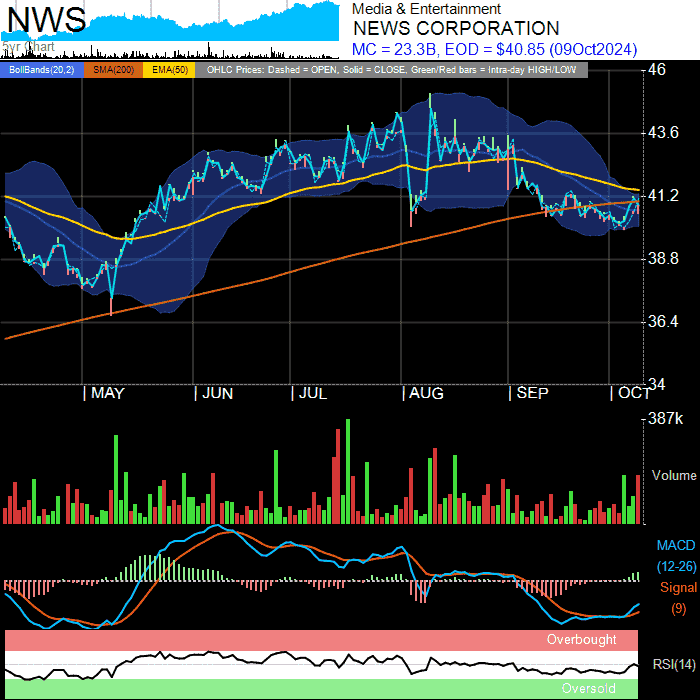 NWS
5yr Chart
Media & Entertainment
NEWS CORPORATION
MC = 23.3B, EOD = $40.85 (09Oct2024)
BollBands(20,2) SMA(200) EMA(50) OHLC Prices: Dashed = OPEN, Solid = CLOSE, Green/Red bars = Intra-day HIGH/LOW
46
43.6
41.2
38.8
36.4
34
MAY JUN JUL AUG SEP OCT
387k
Volume
MACD
(12-26)
Signal
(9)
Overbought
RSI(14)
Oversold